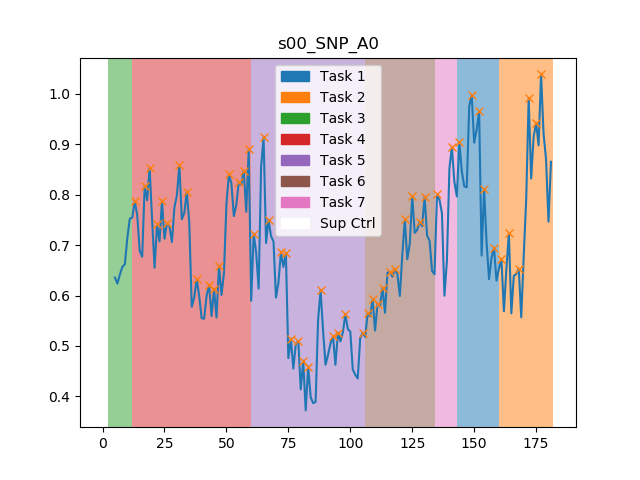 s00_SNP_A0
1.0
0.9
0.8
0.7
0.6
0.5
0.4
Task 1
Task 2
Task 3
Task 4
Task 5
Task 6
Task 7
Sup Ctrl
0 25 50 75 100 125 150 175